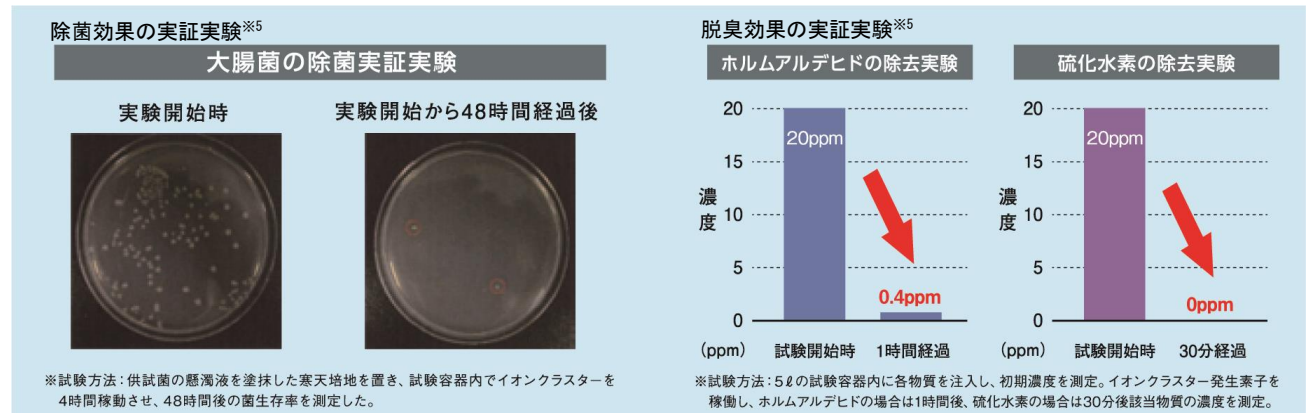 除菌効果の実証実験※5
大腸菌の除菌実証実験
実験開始時
実験開始から48時間経過後
※試験方法：供試菌の懸濁液を塗抹した寒天培地を置き、試験容器内でイオンクラスターを
4時間稼動させ、48時間後の菌生存率を測定した。
脱臭効果の実証実験※5
ホルムアルデヒドの除去実験
20
15
10
5
0
濃度
(ppm)
20ppm
0.4ppm
試験開始時
1時間経過
硫化水素の除去実験
20
15
10
5
0
濃度
(ppm)
20ppm
0ppm
試験開始時
30分経過
※試験方法：5ℓの試験容器内に各物質を注入し、初期濃度を測定。イオンクラスター発生素子を
稼働し、ホルムアルデヒドの場合は1時間後、硫化水素の場合は30分後該当物質の濃度を測定。